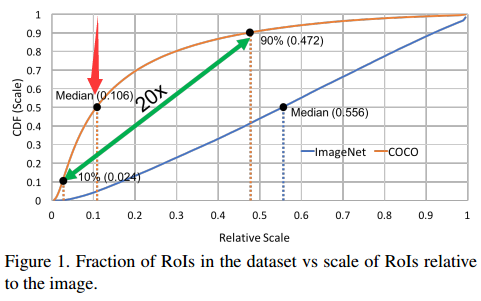 1
0.9
0.8
0.7
0.6
0.5
0.4
0.3
0.2
0.1
0
CDF (Scale)
90% (0.472)
Median (0.106)
20x
Median (0.556)
ImageNet COCO
10% (0.024)
0 0.1 0.2 0.3 0.4 0.5 0.6 0.7 0.8 0.9 1
Relative Scale
Figure 1. Fraction of RoIs in the dataset vs scale of RoIs relative
to the image.